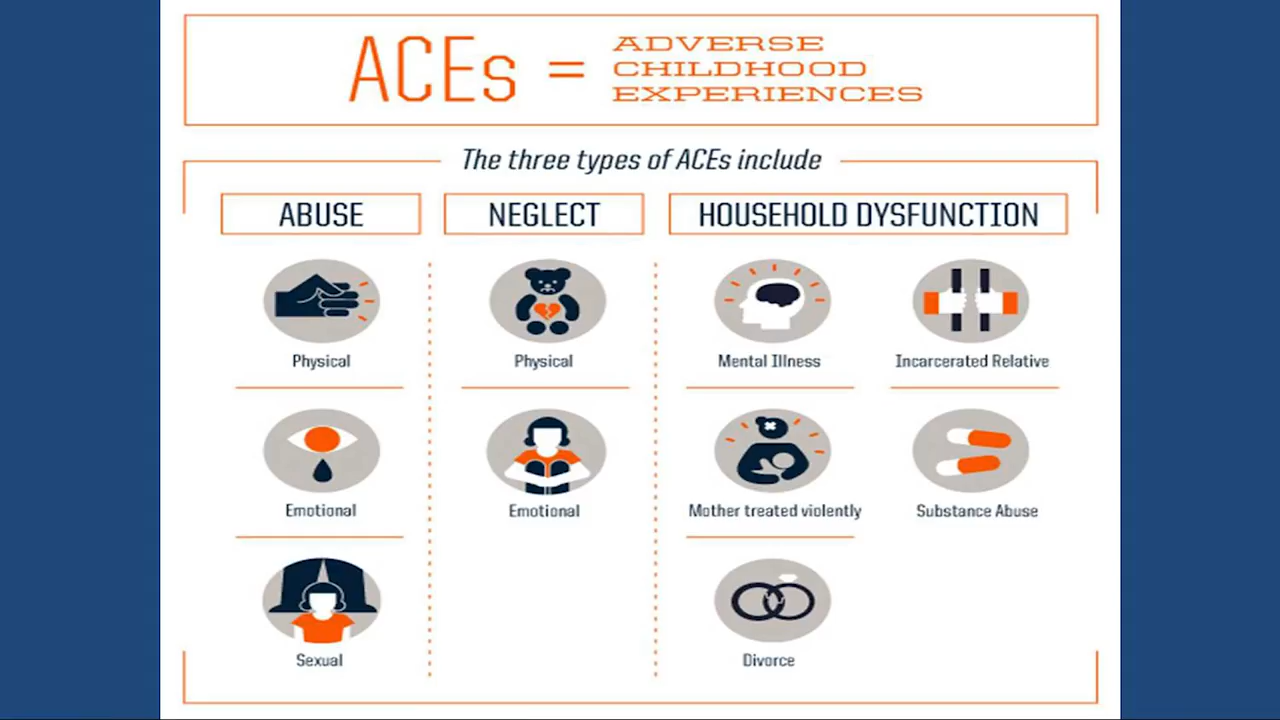 ACEs = ADVERSE
CHILDHOOD
EXPERIENCES
The three types of ACEs include
ABUSE
Physical
Emotional
Sexual
NEGLECT
Physical
Emotional
HOUSEHOLD DYSFUNCTION
Mental Illness
Incarcerated Relative
Mother treated violently
Substance Abuse
Divorce